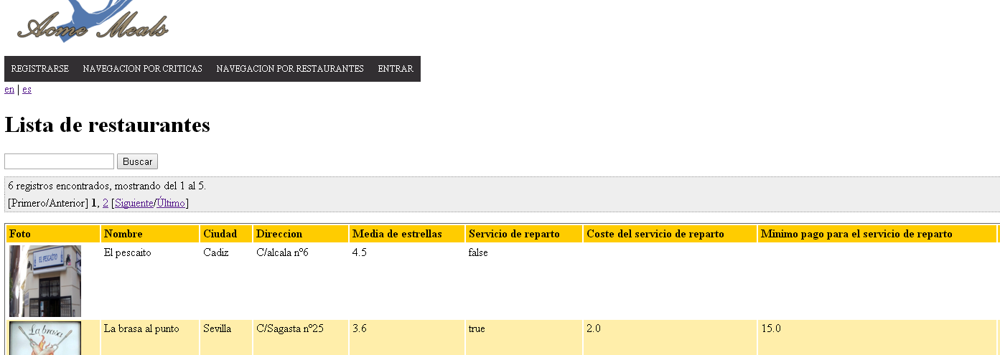 Acme Meals
REGISTRARSE NAVEGACION POR CRITICAS NAVEGACION POR RESTAURANTES ENTRAR
en | es
Lista de restaurantes
Buscar
6 registros encontrados, mostrando del 1 al 5.
[Primero/Anterior] 1, 2 [Siguiente/Último]
Foto Nombre Ciudad Direccion Media de estrellas Servicio de reparto Coste del servicio de reparto Minimo pago para el servicio de reparto
EL PESCAÍTO
El pescaito Cadiz C/alcala nº6 4.5 false
La brasa
La brasa al punto Sevilla C/Sagasta nº25 3.6 true 2.0 15.0